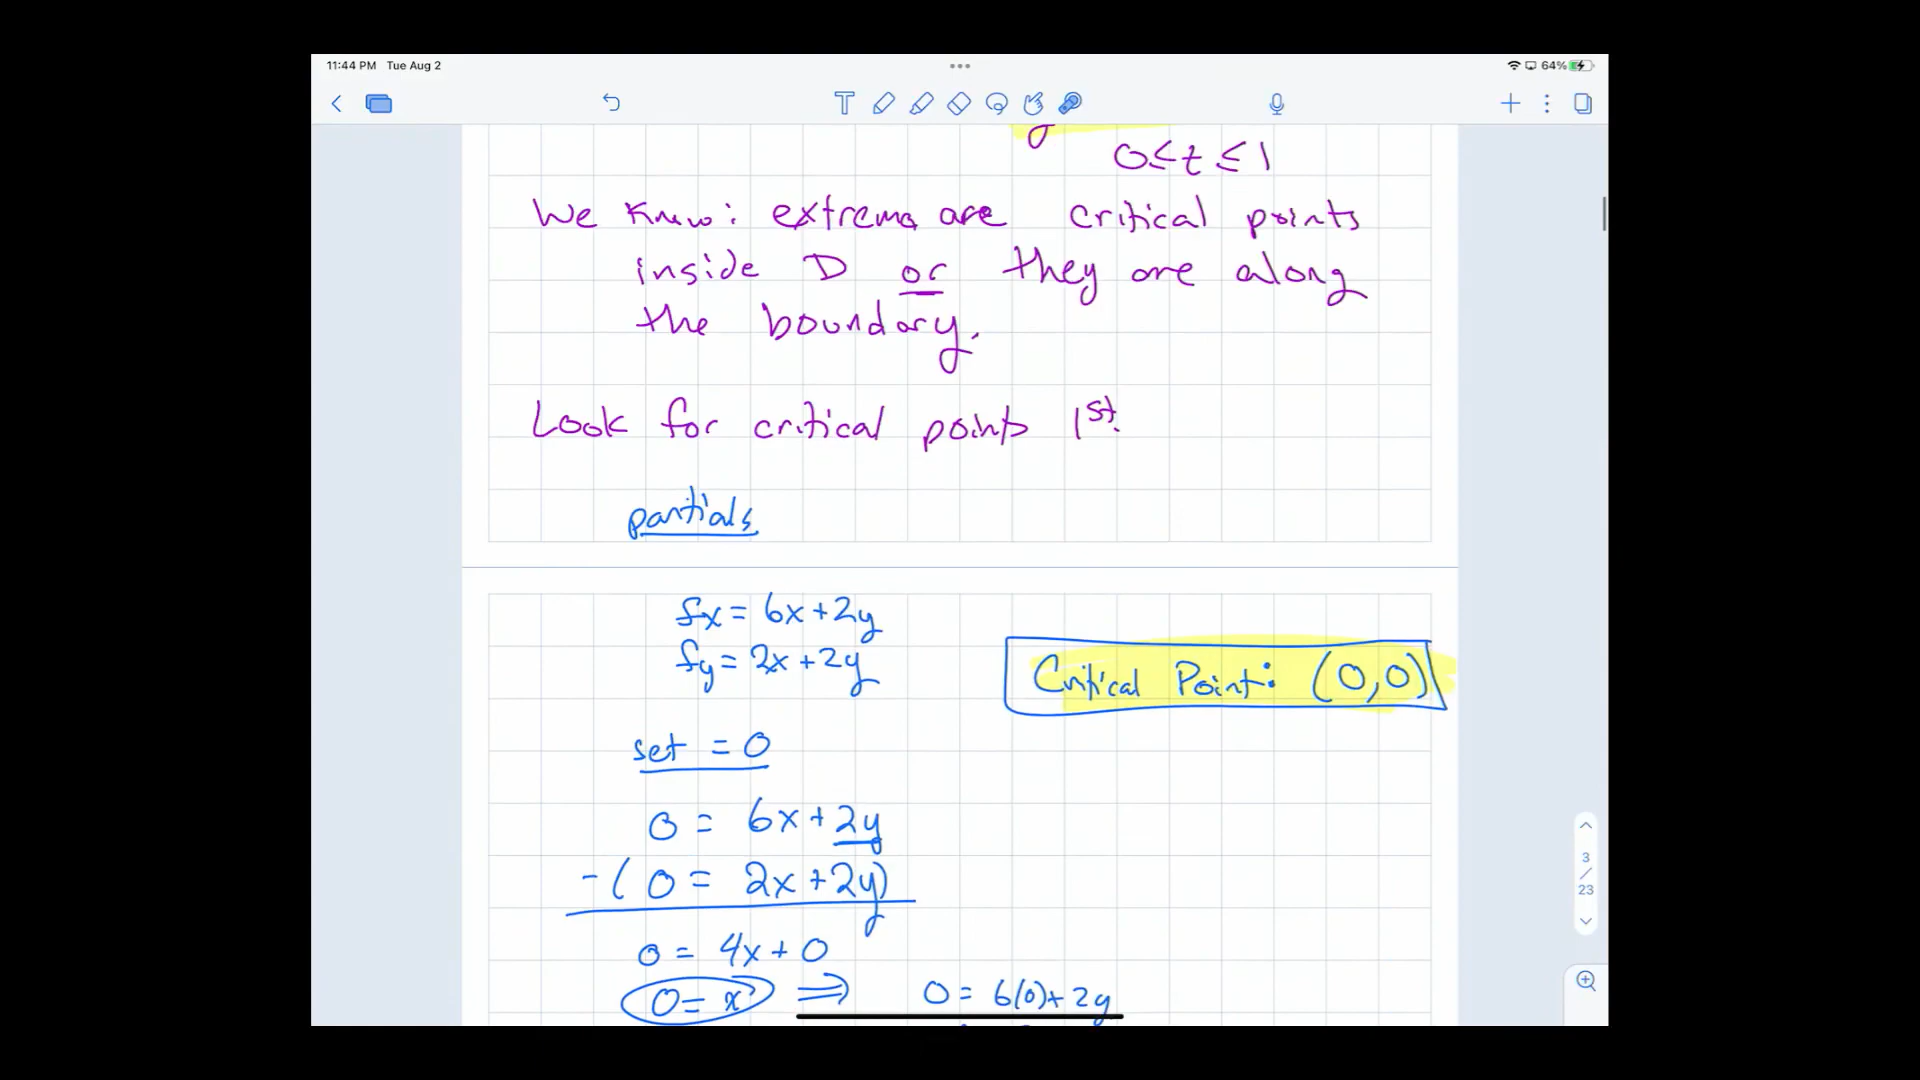 11:44 PM Tue Aug 2
64%
0≤t≤1
We know: extrema are critical points
inside D or they are along
the boundary.
Look for critical points 1st.
partials
fx = 6x+2y
fy = 2x+2y
Critical Point: (0,0)
set = 0
0 = 6x+2y
-( 0 = 2x+2y)
0 = 4x+0
0=x ⇒ 0 = 6(0)+2y
3
/
23